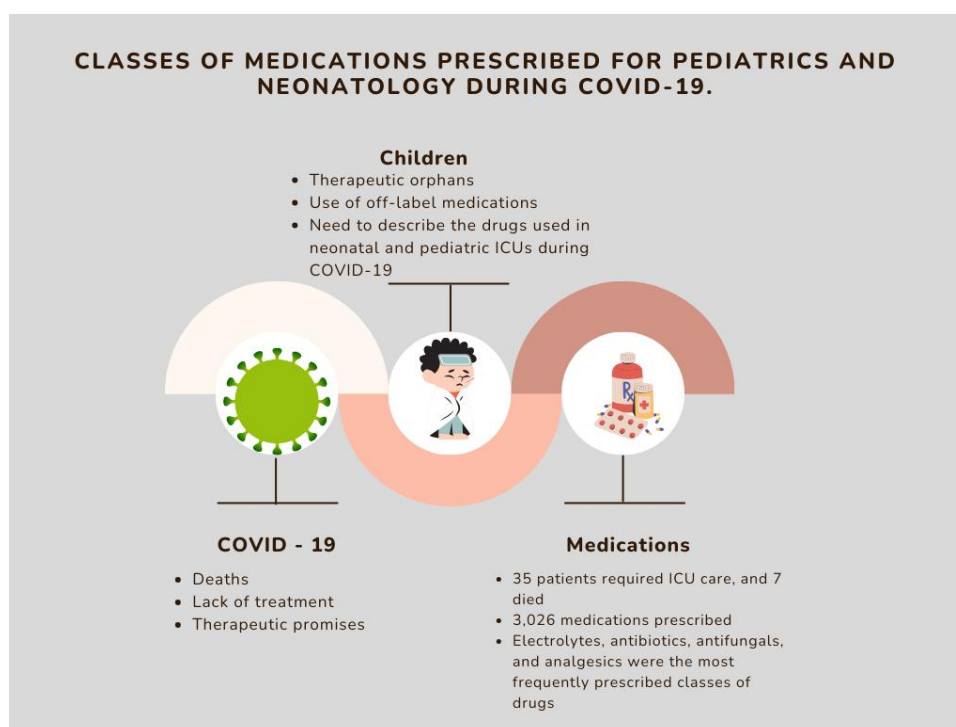 CLASSES OF MEDICATIONS PRESCRIBED FOR PEDIATRICS AND
NEONATOLOGY DURING COVID-19.
Children
• Therapeutic orphans
• Use of off-label medications
• Need to describe the drugs used in
neonatal and pediatric ICUs during
COVID-19
Rx
COVID - 19
• Deaths
• Lack of treatment
• Therapeutic promises
Medications
• 35 patients required ICU care, and 7
died
• 3,026 medications prescribed
• Electrolytes, antibiotics, antifungals,
and analgesics were the most
frequently prescribed classes of
drugs